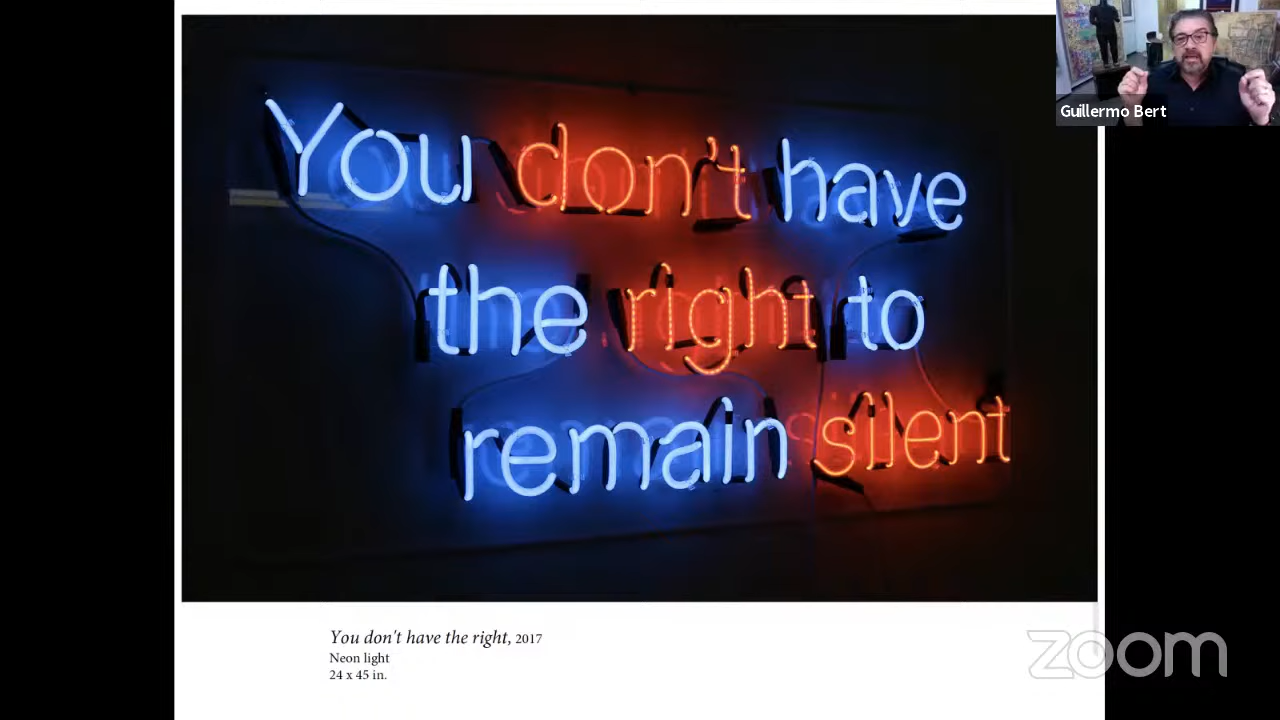 You don't have
the right to
remain silent
Guillermo Bert
You don't have the right, 2017
Neon light
24 x 45 in.
zoom